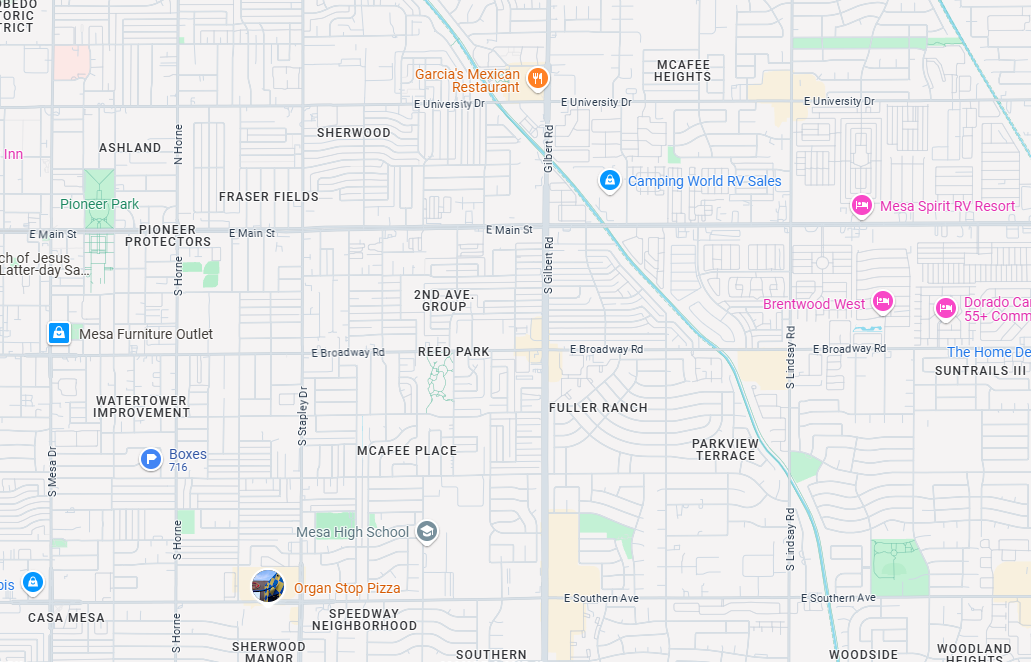 OBEDO
TORIC
TRICT
MCAFEE
HEIGHTS
Garcia's Mexican
Restaurant
E University Dr
E University Dr
E University Dr
SHERWOOD
ASHLAND
N Horne
Gilbert Rd
Inn
Camping World RV Sales
FRASER FIELDS
Pioneer Park
Mesa Spirit RV Resort
E Main St
PIONEER
PROTECTORS
E Main St
E Main St
ch of Jesus
Latter-day Sa...
S Horne
S Gilbert Rd
2ND AVE.
GROUP
Brentwood West
Dorado Ca
55+ Comm
Mesa Furniture Outlet
E Broadway Rd
REED PARK
E Broadway Rd
S Lindsay Rd
E Broadway Rd
The Home De
SUNTRAILS III
WATERTOWER
IMPROVEMENT
S Stapley Dr
FULLER RANCH
MCAFEE PLACE
PARKVIEW
TERRACE
S Mesa Dr
Boxes
716
S Horne
Mesa High School
S Lindsay Rd
ois
Organ Stop Pizza
E Southern Ave
E Southern Ave
CASA MESA
SPEEDWAY
NEIGHBORHOOD
S Horne
SHERWOOD
MANOR
SOUTHERN
WOODSIDE
WOODLAND
HEIGHTS